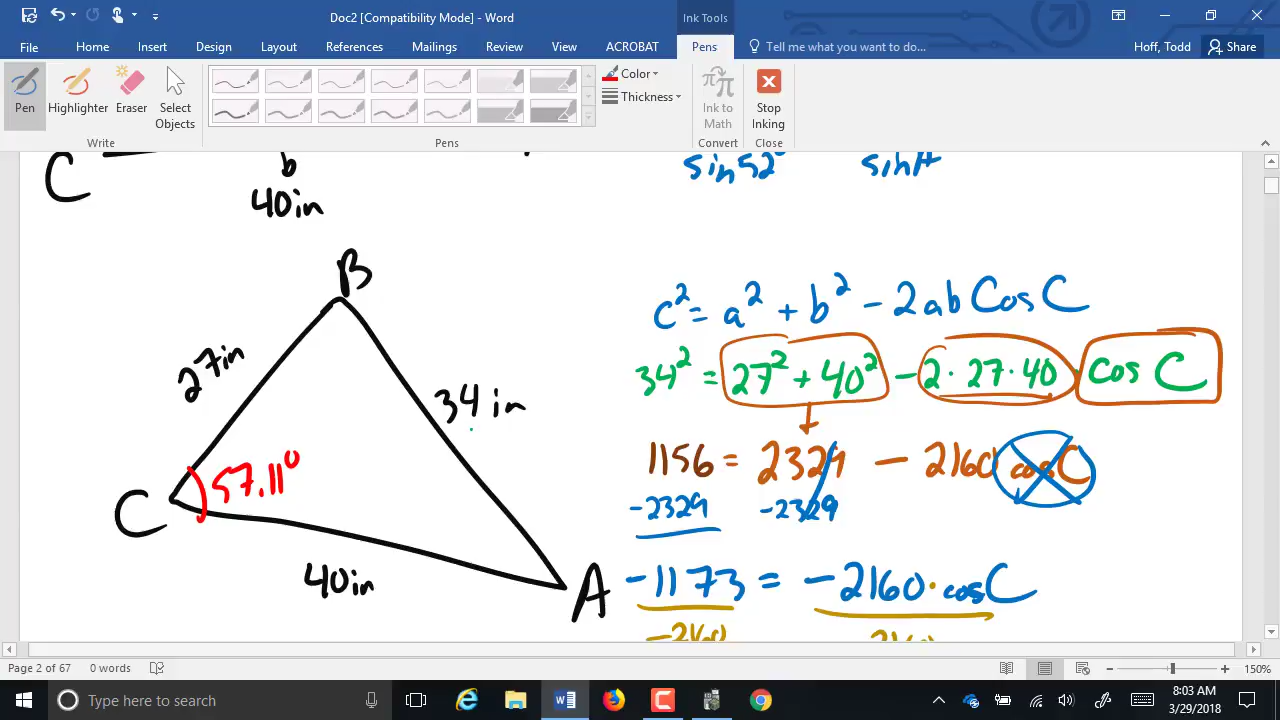 Doc2 [Compatibility Mode] - Word
Ink Tools
File Home Insert Design Layout References Mailings Review View ACROBAT Pens Tell me what you want to do... Hoff, Todd Share
Pen Highlighter Eraser Select Objects
Color
Thickness
Ink to Math
Stop Inking
Write Pens Convert Close
C b
40in
sin52°
B
27in
34 in
C 57.11°
40in
A
c² = a² + b² - 2ab Cos C
34² = 27² + 40² - 2 · 27 · 40 · cos C
1156 = 2329 - 2160 cos C
-2329 -2329
-1173 = -2160 · cos C
-2160
Page 2 of 67 0 words 150%
Type here to search
8:03 AM
3/29/2018